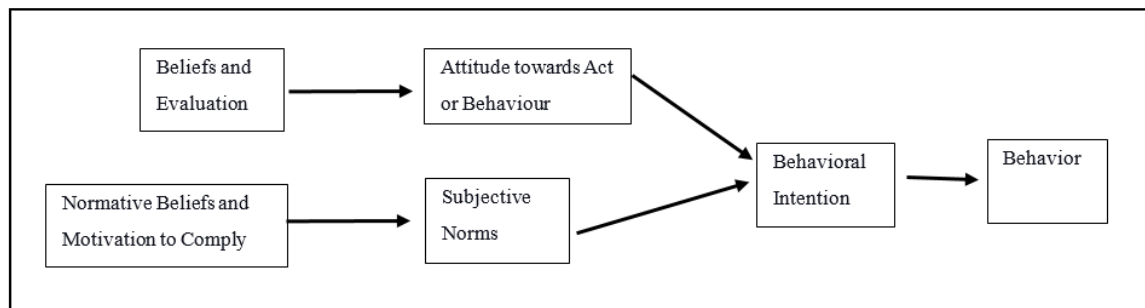 Beliefs and
Evaluation
Attitude towards Act
or Behaviour
Normative Beliefs and
Motivation to Comply
Subjective
Norms
Behavioral
Intention
Behavior